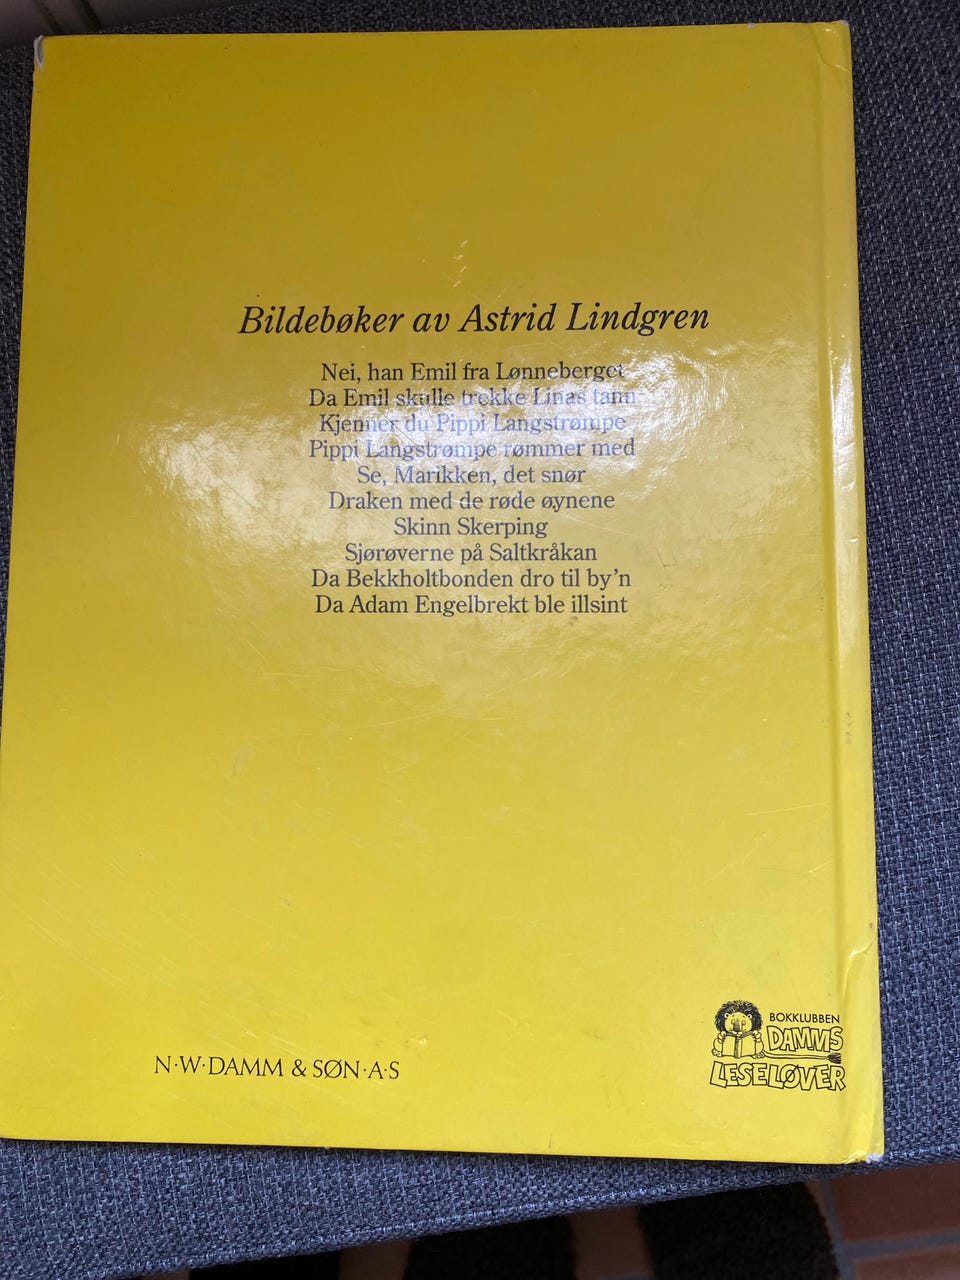 Bildebøker av Astrid Lindgren
Nei, han Emil fra Lønneberget
Da Emil skulle trekke Linas tann
Kjenner du Pippi Langstrømpe
Pippi Langstrømpe rømmer med
Se, Marikken, det snør
Draken med de røde øynene
Skinn Skerping
Sjørøverne på Saltkråkan
Da Bekkholtbonden dro til by'n
Da Adam Engelbrekt ble illsint
N·W·DAMM & SØN·A·S
BOKKLUBBEN
DAMMS
LESELØVER